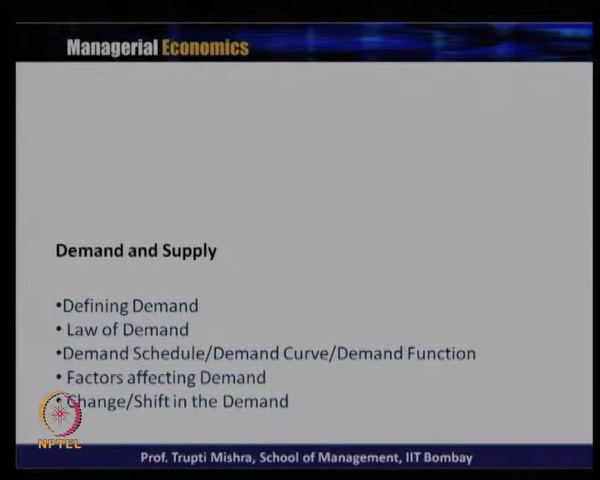 Managerial Economics
Demand and Supply
•Defining Demand
• Law of Demand
•Demand Schedule/Demand Curve/Demand Function
• Factors affecting Demand
• Change/Shift in the Demand
NPTEL
Prof. Trupti Mishra, School of Management, IIT Bombay